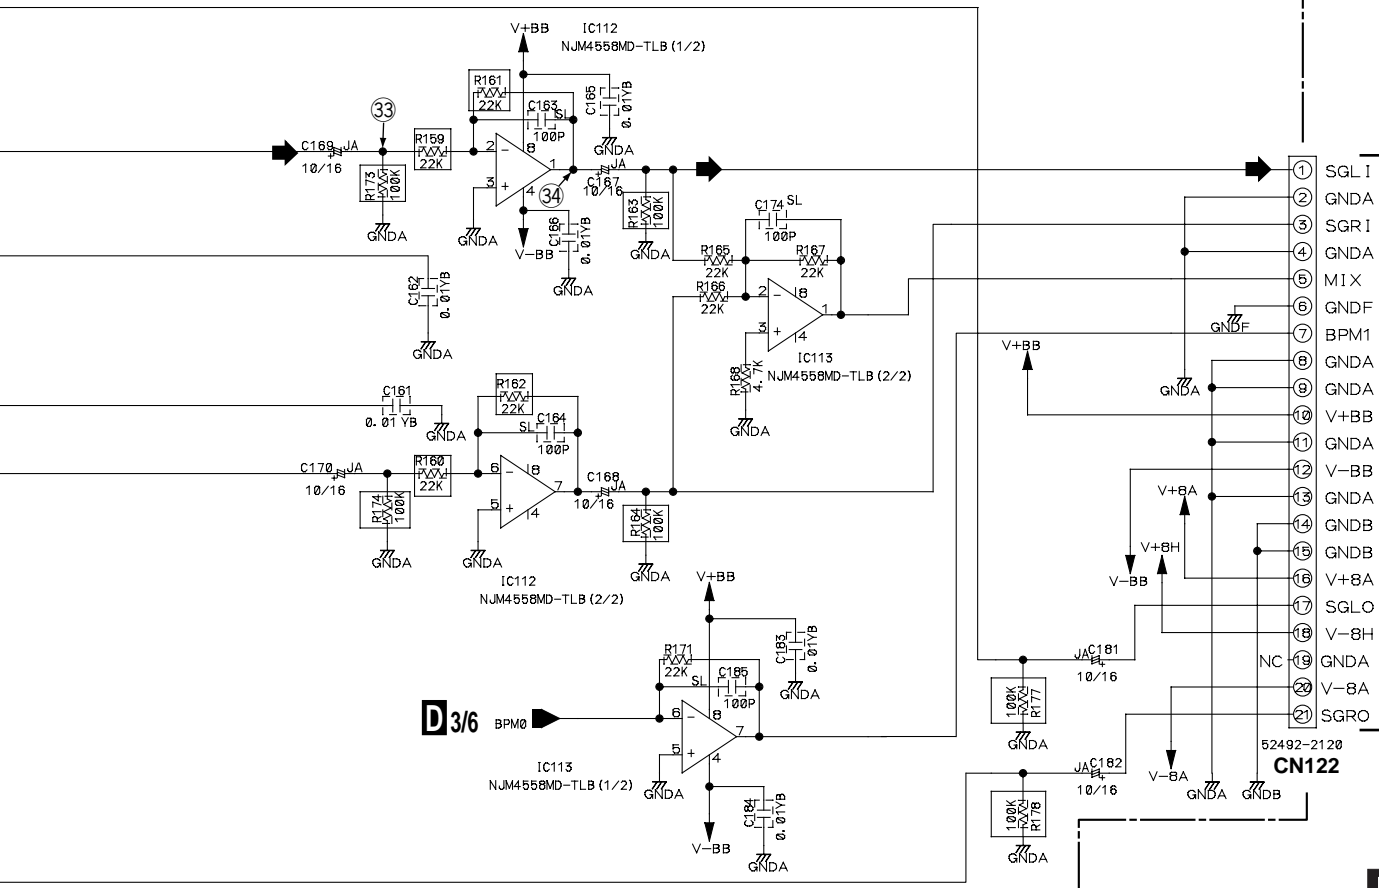 V+BB
IC112
NJM4558MD-TLB (1/2)
R161
22K
C163
SL
100P
C165
0.01YB
GNDA
33
C169
JA
10/16
R159
22K
R173
100K
GNDA
2
8
1
3
4
GNDA
34
V-BB
C166
0.01YB
GNDA
JA
C167
10/16
R163
100K
GNDA
C174
SL
100P
R165
22K
R167
22K
R166
22K
2
8
1
3
4
R168
4.7K
GNDA
IC113
NJM4558MD-TLB (2/2)
C162
0.01YB
GNDA
C161
0.01 YB
GNDA
R162
22K
C164
SL
100P
C170
JA
10/16
R160
22K
R174
100K
GNDA
6
8
7
5
4
GNDA
IC112
NJM4558MD-TLB (2/2)
C168
JA
10/16
R164
100K
GNDA
V+BB
C183
0.01YB
GNDA
R171
22K
SL
C185
100P
D 3/6
BPM0
6
8
7
5
4
GNDA
IC113
NJM4558MD-TLB (1/2)
C184
0.01YB
GNDA
V-BB
V+BB
V-BB
V+8A
V+8H
GNDA
GNDF
JA
C181
10/16
100K
R177
GNDA
JA
C182
10/16
100K
R178
GNDA
V-8A
GNDA
GNDB
1 SGLI
2 GNDA
3 SGRI
4 GNDA
5 MIX
6 GNDF
7 BPM1
8 GNDA
9 GNDA
10 V+BB
11 GNDA
12 V-BB
13 GNDA
14 GNDB
15 GNDB
16 V+8A
17 SGLO
18 V-8H
NC 19 GNDA
20 V-8A
21 SGRO
52492-2120
CN122